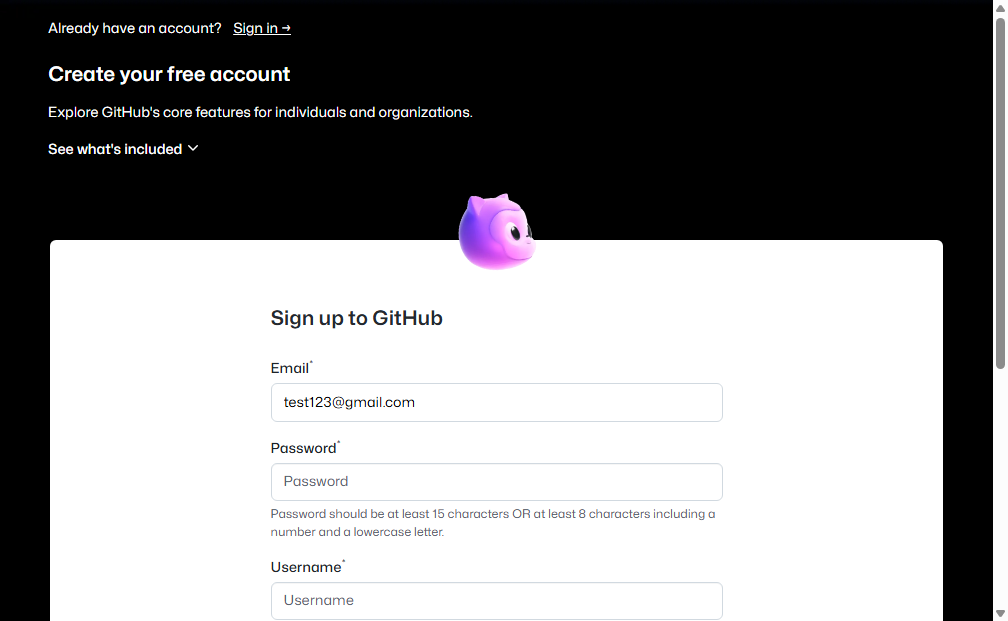 Already have an account? Sign in →
Create your free account
Explore GitHub's core features for individuals and organizations.
See what's included
Sign up to GitHub
Email*
test123@gmail.com
Password*
Password
Password should be at least 15 characters OR at least 8 characters including a
number and a lowercase letter.
Username*
Username